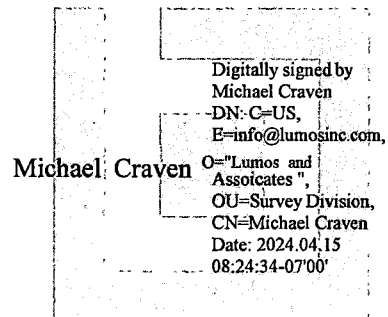 Digitally signed by
Michael Craven
DN: C=US,
E=info@lumosinc.com,
Michael Craven
O="Lumos and
Assoicates ",
OU=Survey Division,
CN=Michael Craven
Date: 2024.04.15
08:24:34-07'00'